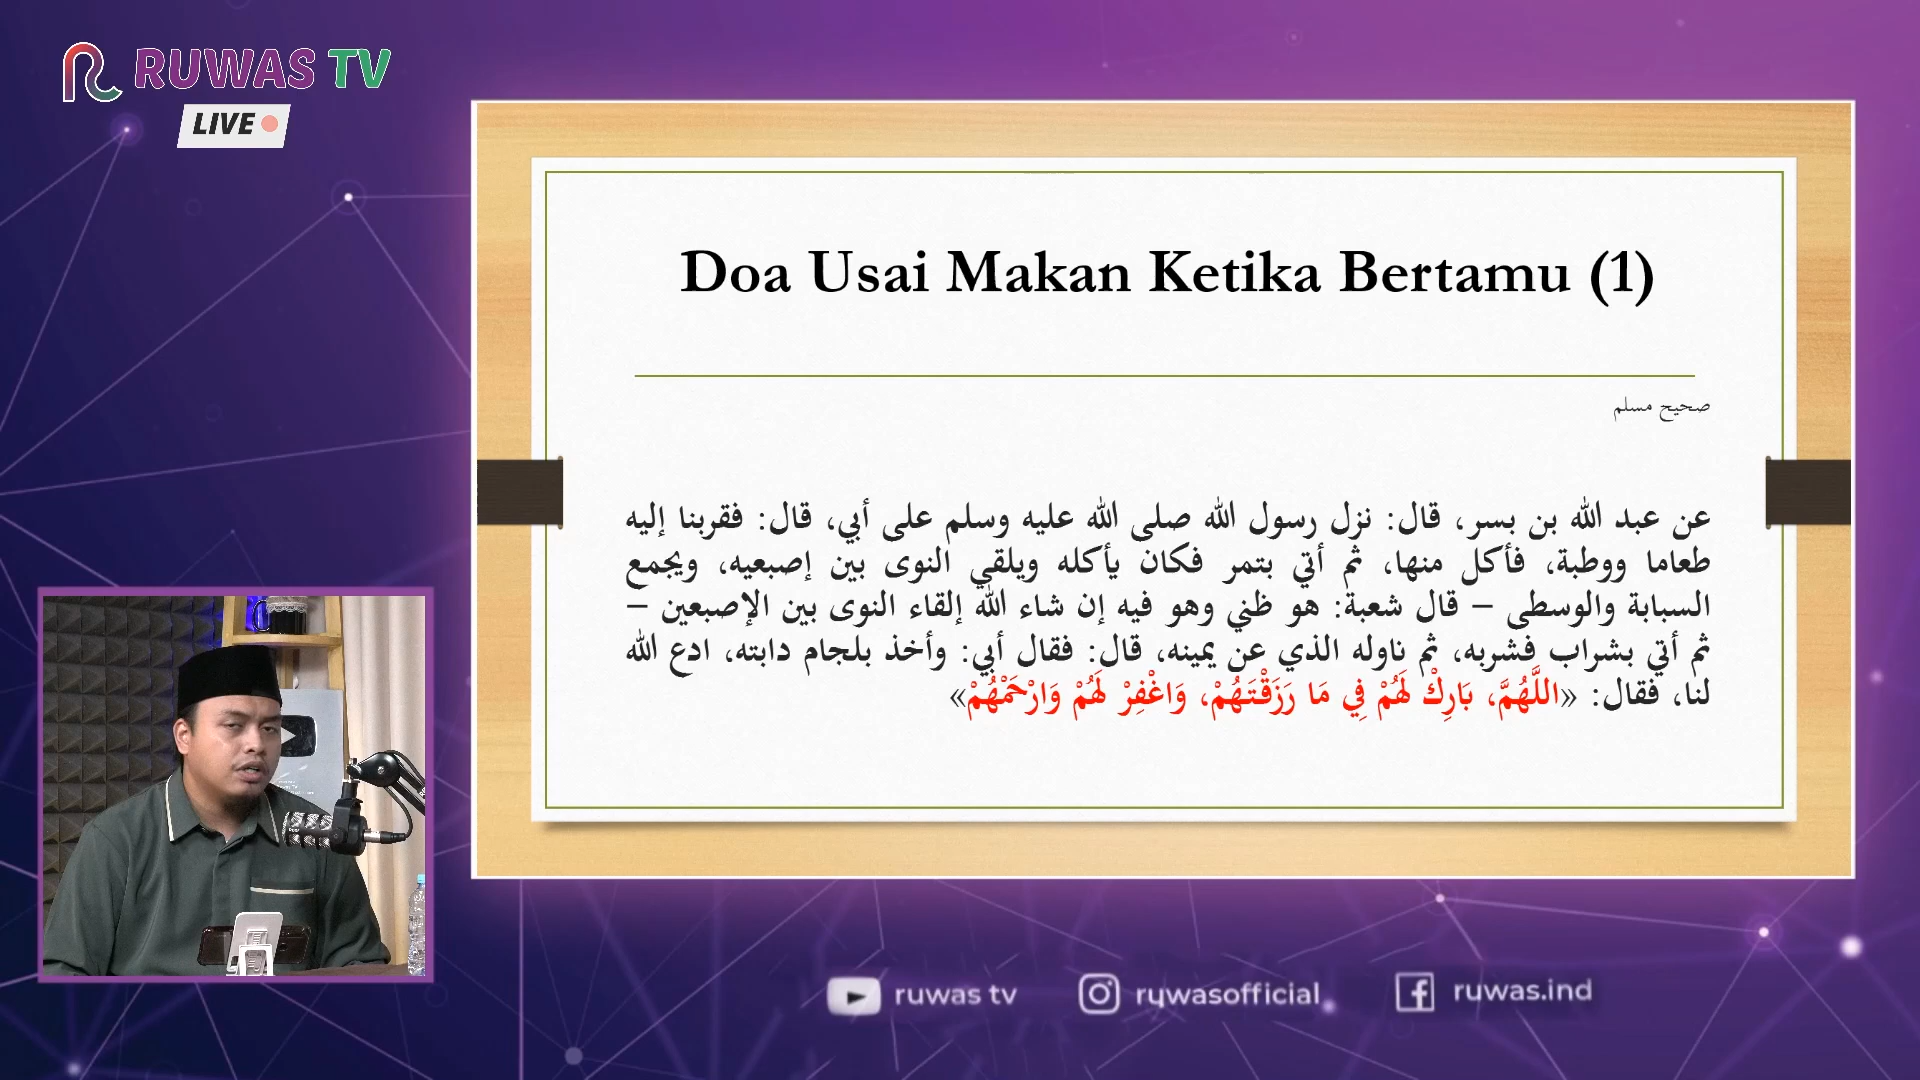 RUWAS TV
LIVE
Doa Usai Makan Ketika Bertamu (1)
صحيح مسلم
عن عبد الله بن بسر، قال: نزل رسول الله صلى الله عليه وسلم على أبي، قال: فقربنا إليه
طعاما ووطبة، فأكل منها، ثم أتي بتمر فكان يأكله ويلقي النوى بين إصبعيه، ويجمع
السبابة والوسطى – قال شعبة: هو ظني وهو فيه إن شاء الله إلقاء النوى بين الإصبعين –
ثم أتي بشراب فشربه، ثم ناوله الذي عن يمينه، قال: فقال أبي: وأخذ بلجام دابته، ادع الله
لنا، فقال: «اللَّهُمَّ، بَارِكْ لَهُمْ فِي مَا رَزَقْتَهُمْ، وَاغْفِرْ لَهُمْ وَارْحَمْهُمْ»
ruwas tv
ruwasofficial
ruwas.ind